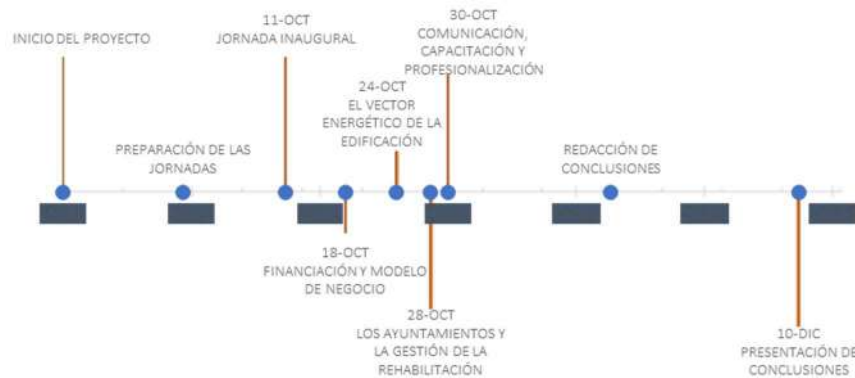 INICIO DEL PROYECTO
PREPARACIÓN DE LAS
JORNADAS
11-OCT
JORNADA INAUGURAL
18-OCT
FINANCIACIÓN Y MODELO
DE NEGOCIO
24-OCT
EL VECTOR
ENERGÉTICO DE LA
EDIFICACIÓN
28-OCT
LOS AYUNTAMIENTOS Y
LA GESTIÓN DE LA
REHABILITACIÓN
30-OCT
COMUNICACIÓN,
CAPACITACIÓN Y
PROFESIONALIZACIÓN
REDACCIÓN DE
CONCLUSIONES
10-DIC
PRESENTACIÓN DE
CONCLUSIONES